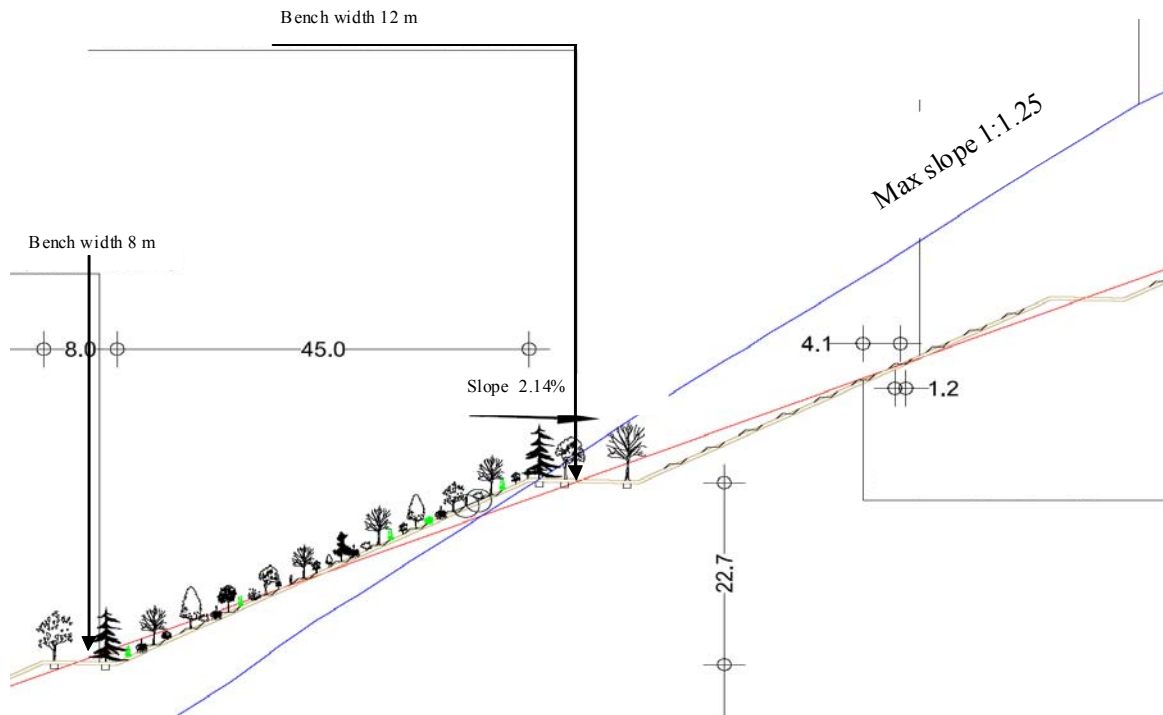 Bench width 12 m
Max slope 1:1.25
Bench width 8 m
8.0
45.0
4.1
Slope 2.14%
1.2
22.7